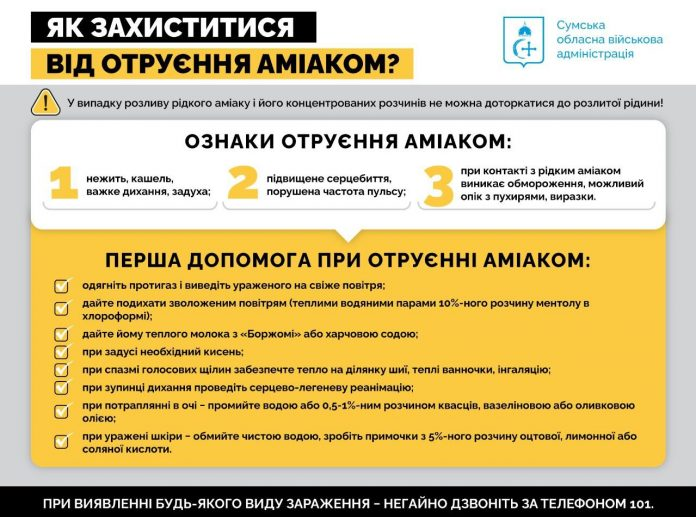 ЯК ЗАХИСТИТИСЯ
ВІД ОТРУЄННЯ АМІАКОМ?
Сумська
обласна військова
адміністрація
У випадку розливу рідкого аміаку і його концентрованих розчинів не можна доторкатися до розлитої рідини!
ОЗНАКИ ОТРУЄННЯ АМІАКОМ:
1
нежить, кашель,
важке дихання, задуха;
2
підвищене серцебиття,
порушена частота пульсу;
3
при контакті з рідким аміаком
виникає обмороження, можливий
опік з пухирями, виразки.
ПЕРША ДОПОМОГА ПРИ ОТРУЄННІ АМІАКОМ:
одягніть протигаз і виведіть ураженого на свіже повітря;
дайте подихати зволоженим повітрям (теплими водяними парами 10%-ного розчину ментолу в
хлороформі);
дайте йому теплого молока з «Боржомі» або харчовою содою;
при задусі необхідний кисень;
при спазмі голосових щілин забезпечте тепло на ділянку шиї, теплі ванночки, інгаляцію;
при зупинці дихання проведіть серцево-легеневу реанімацію;
при потраплянні в очі – промийте водою або 0,5-1%-ним розчином квасців, вазеліновою або оливковою
олією;
при уражені шкіри – обмийте чистою водою, зробіть примочки з 5%-ного розчину оцтової, лимонної або
соляної кислоти.
ПРИ ВИЯВЛЕННІ БУДЬ-ЯКОГО ВИДУ ЗАРАЖЕННЯ – НЕГАЙНО ДЗВОНІТЬ ЗА ТЕЛЕФОНОМ 101.